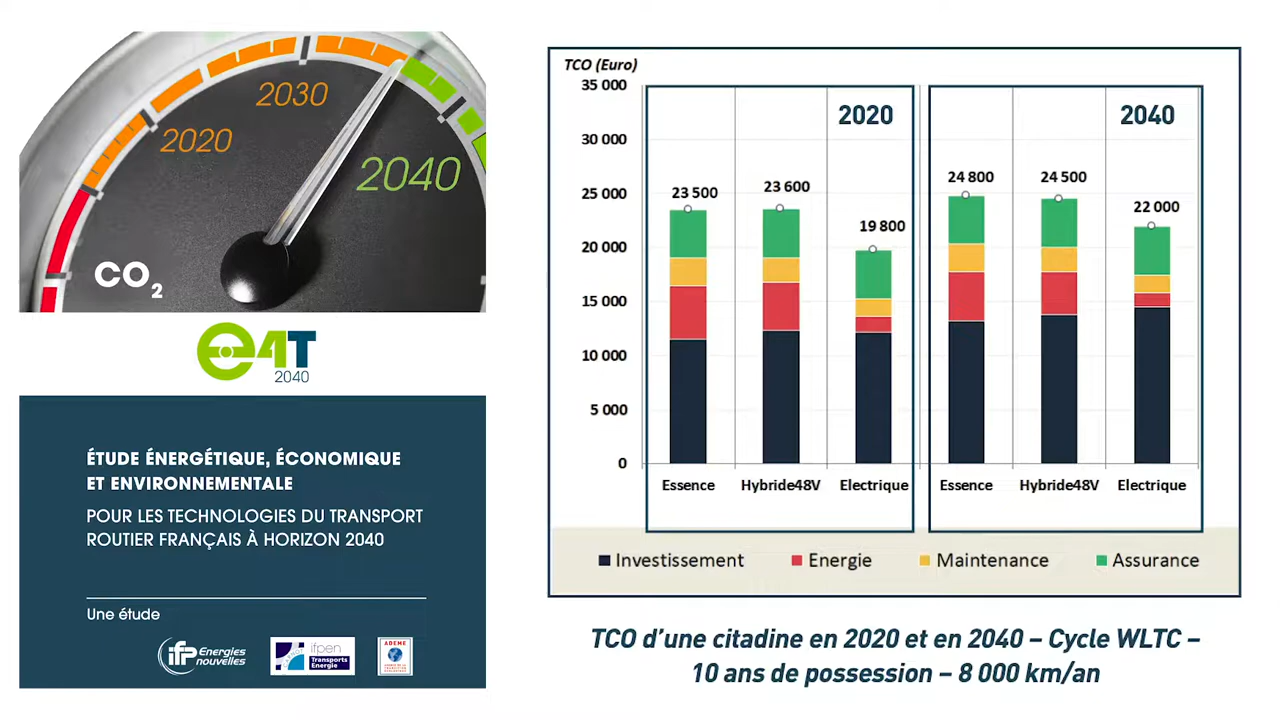 2020
2030
2040
CO2
e4T
2040
ÉTUDE ÉNERGÉTIQUE, ÉCONOMIQUE
ET ENVIRONNEMENTALE
POUR LES TECHNOLOGIES DU TRANSPORT
ROUTIER FRANÇAIS À HORIZON 2040
Une étude
ifP Energies
nouvelles
ifpen
Transports
Energie
CARNOT
ADEME
TCO (Euro)
35 000
30 000
25 000
20 000
15 000
10 000
5 000
0
2020
23 500
23 600
19 800
Essence
Hybride48V
Electrique
2040
24 800
24 500
22 000
Essence
Hybride48V
Electrique
Investissement
Energie
Maintenance
Assurance
TCO d'une citadine en 2020 et en 2040 – Cycle WLTC –
10 ans de possession – 8 000 km/an